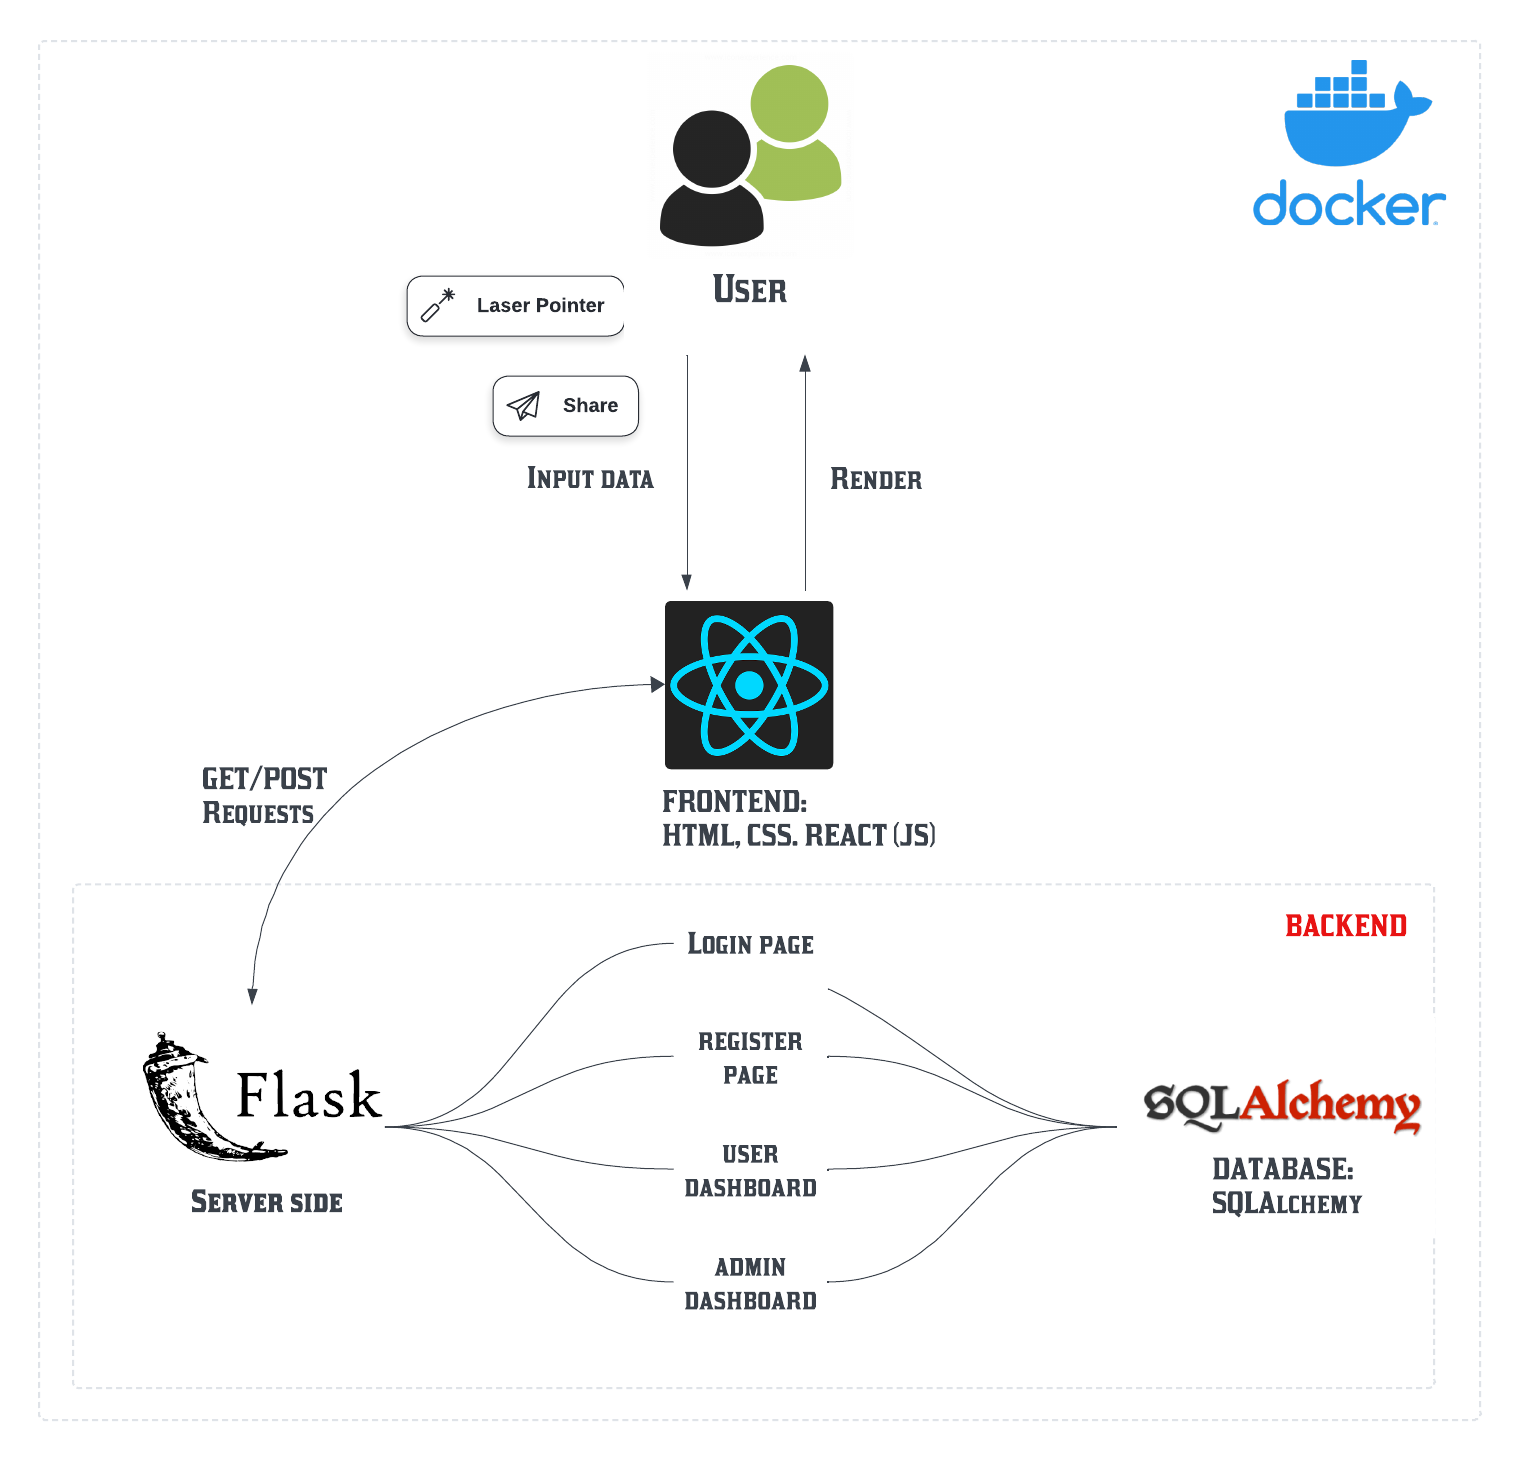 docker
User
Laser Pointer
Share
Input data
Render
GET/POST
Requests
FRONTEND:
HTML, CSS. REACT (JS)
BACKEND
Login page
REGISTER
PAGE
USER
DASHBOARD
ADMIN
DASHBOARD
Flask
Server side
SQLAlchemy
DATABASE:
SQLAlchemy